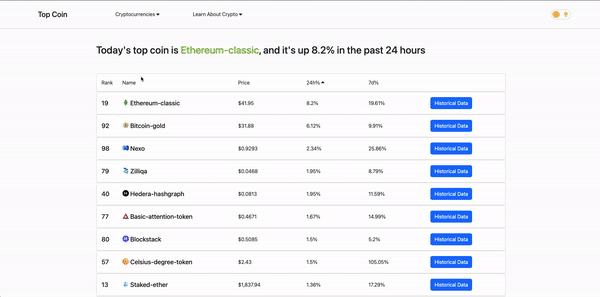 Top Coin Cryptocurrencies Learn About Crypto
Today's top coin is Ethereum-classic, and it's up 8.2% in the past 24 hours
Rank Name Price 24h% 7d%
19 Ethereum-classic $41.95 8.2% 19.61% Historical Data
92 Bitcoin-gold $31.88 6.12% 9.91% Historical Data
98 Nexo $0.9293 2.34% 25.86% Historical Data
79 Zilliqa $0.0468 1.95% 8.79% Historical Data
40 Hedera-hashgraph $0.0813 1.95% 11.59% Historical Data
77 Basic-attention-token $0.4671 1.67% 14.99% Historical Data
80 Blockstack $0.5085 1.5% 5.2% Historical Data
57 Celsius-degree-token $2.43 1.5% 105.05% Historical Data
13 Staked-ether $1,837.94 1.36% 17.29% Historical Data